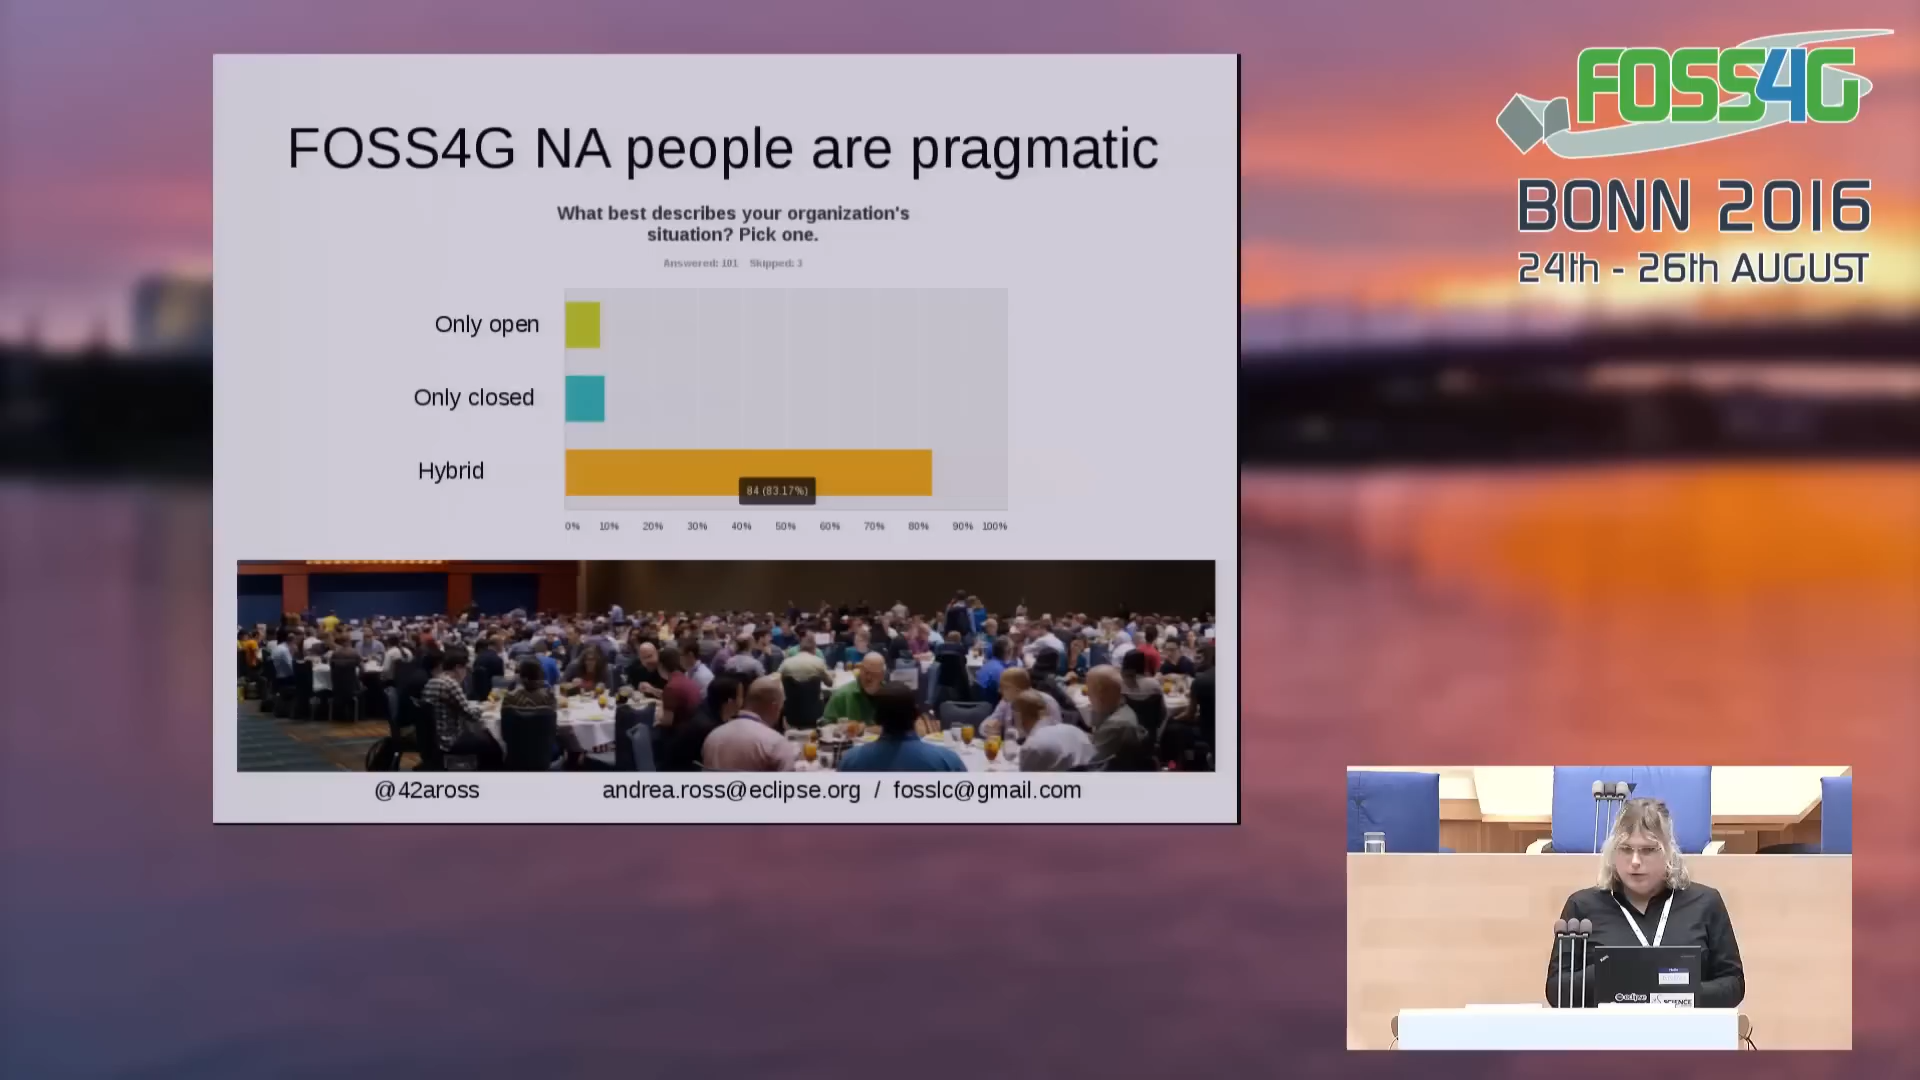 FOSS4G NA people are pragmatic
What best describes your organization's
situation? Pick one.
Answered: 101 Skipped: 3
Only open
Only closed
Hybrid
84 (83.17%)
0% 10% 20% 30% 40% 50% 60% 70% 80% 90% 100%
@42aross andrea.ross@eclipse.org / fosslc@gmail.com
FOSS4G
BONN 2016
24th - 26th AUGUST
eclipse
SCIENCE